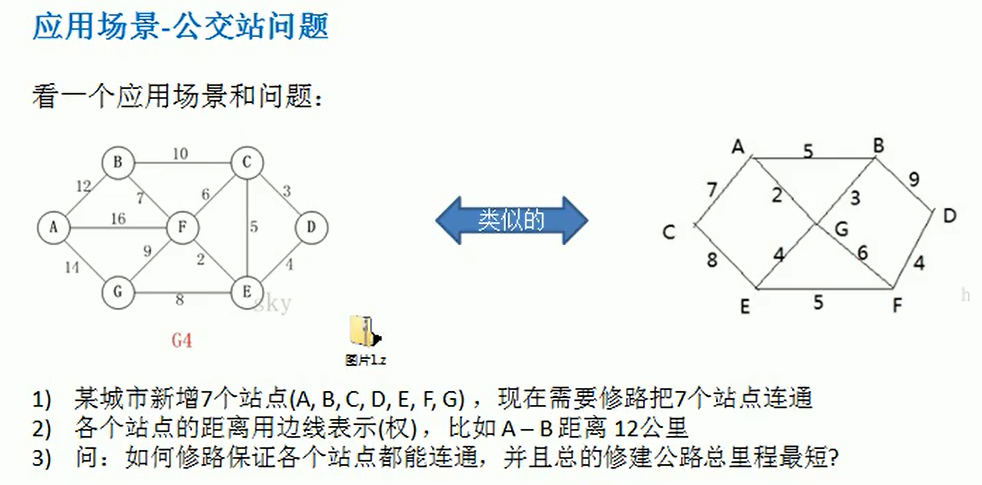 应用场景-公交站问题
看一个应用场景和问题：
B 10 C
12 7 6 3
A 16 F 5 D
14 9 2 4
G 8 E
sky
G4
类似的
A 5 B
7 2 3 9
C G D
8 4 6 4
E 5 F
h
图片1.z
1) 某城市新增7个站点(A, B, C, D, E, F, G) ，现在需要修路把7个站点连通
2) 各个站点的距离用边线表示(权) ，比如 A – B 距离 12公里
3) 问：如何修路保证各个站点都能连通，并且总的修建公路总里程最短?